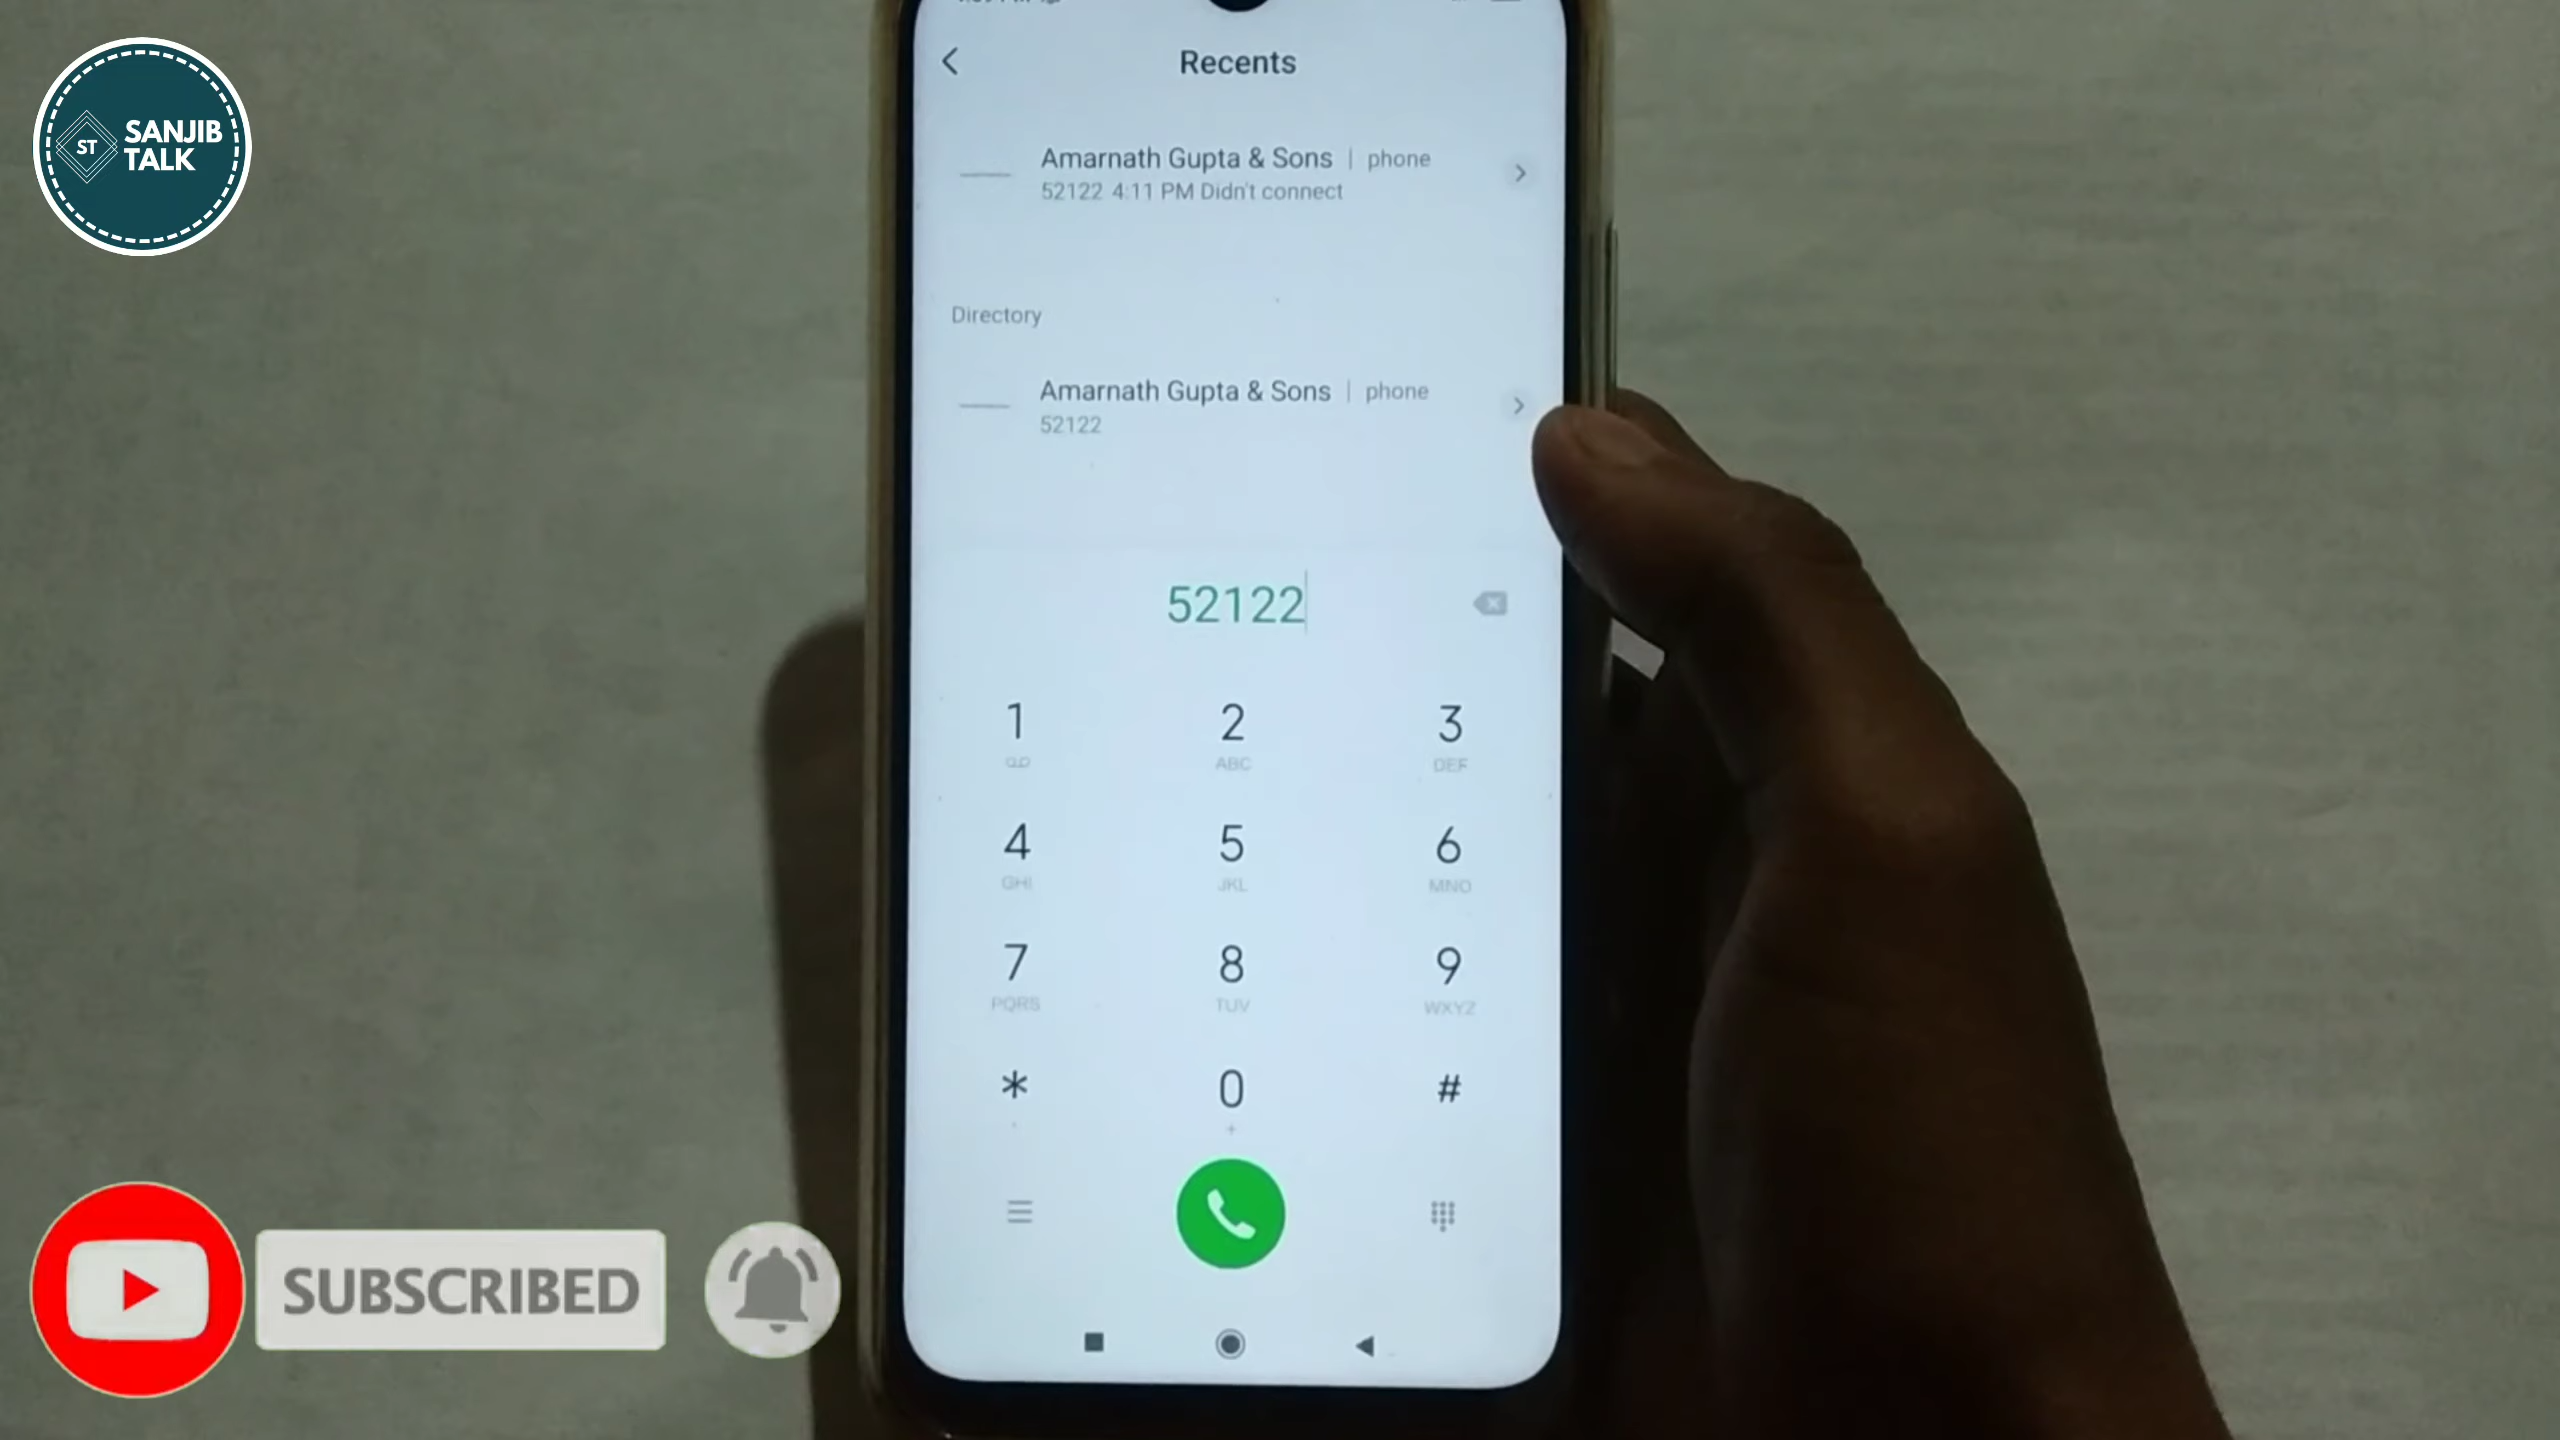 ST
SANJIB
TALK
Recents
Amarnath Gupta & Sons | phone
52122 4:11 PM Didn't connect
Directory
Amarnath Gupta & Sons | phone
52122
52122
1
2
3
ABC
DEF
4
5
6
GHI
JKL
MNO
7
8
9
PQRS
TUV
WXYZ
*
0
#
+
SUBSCRIBED